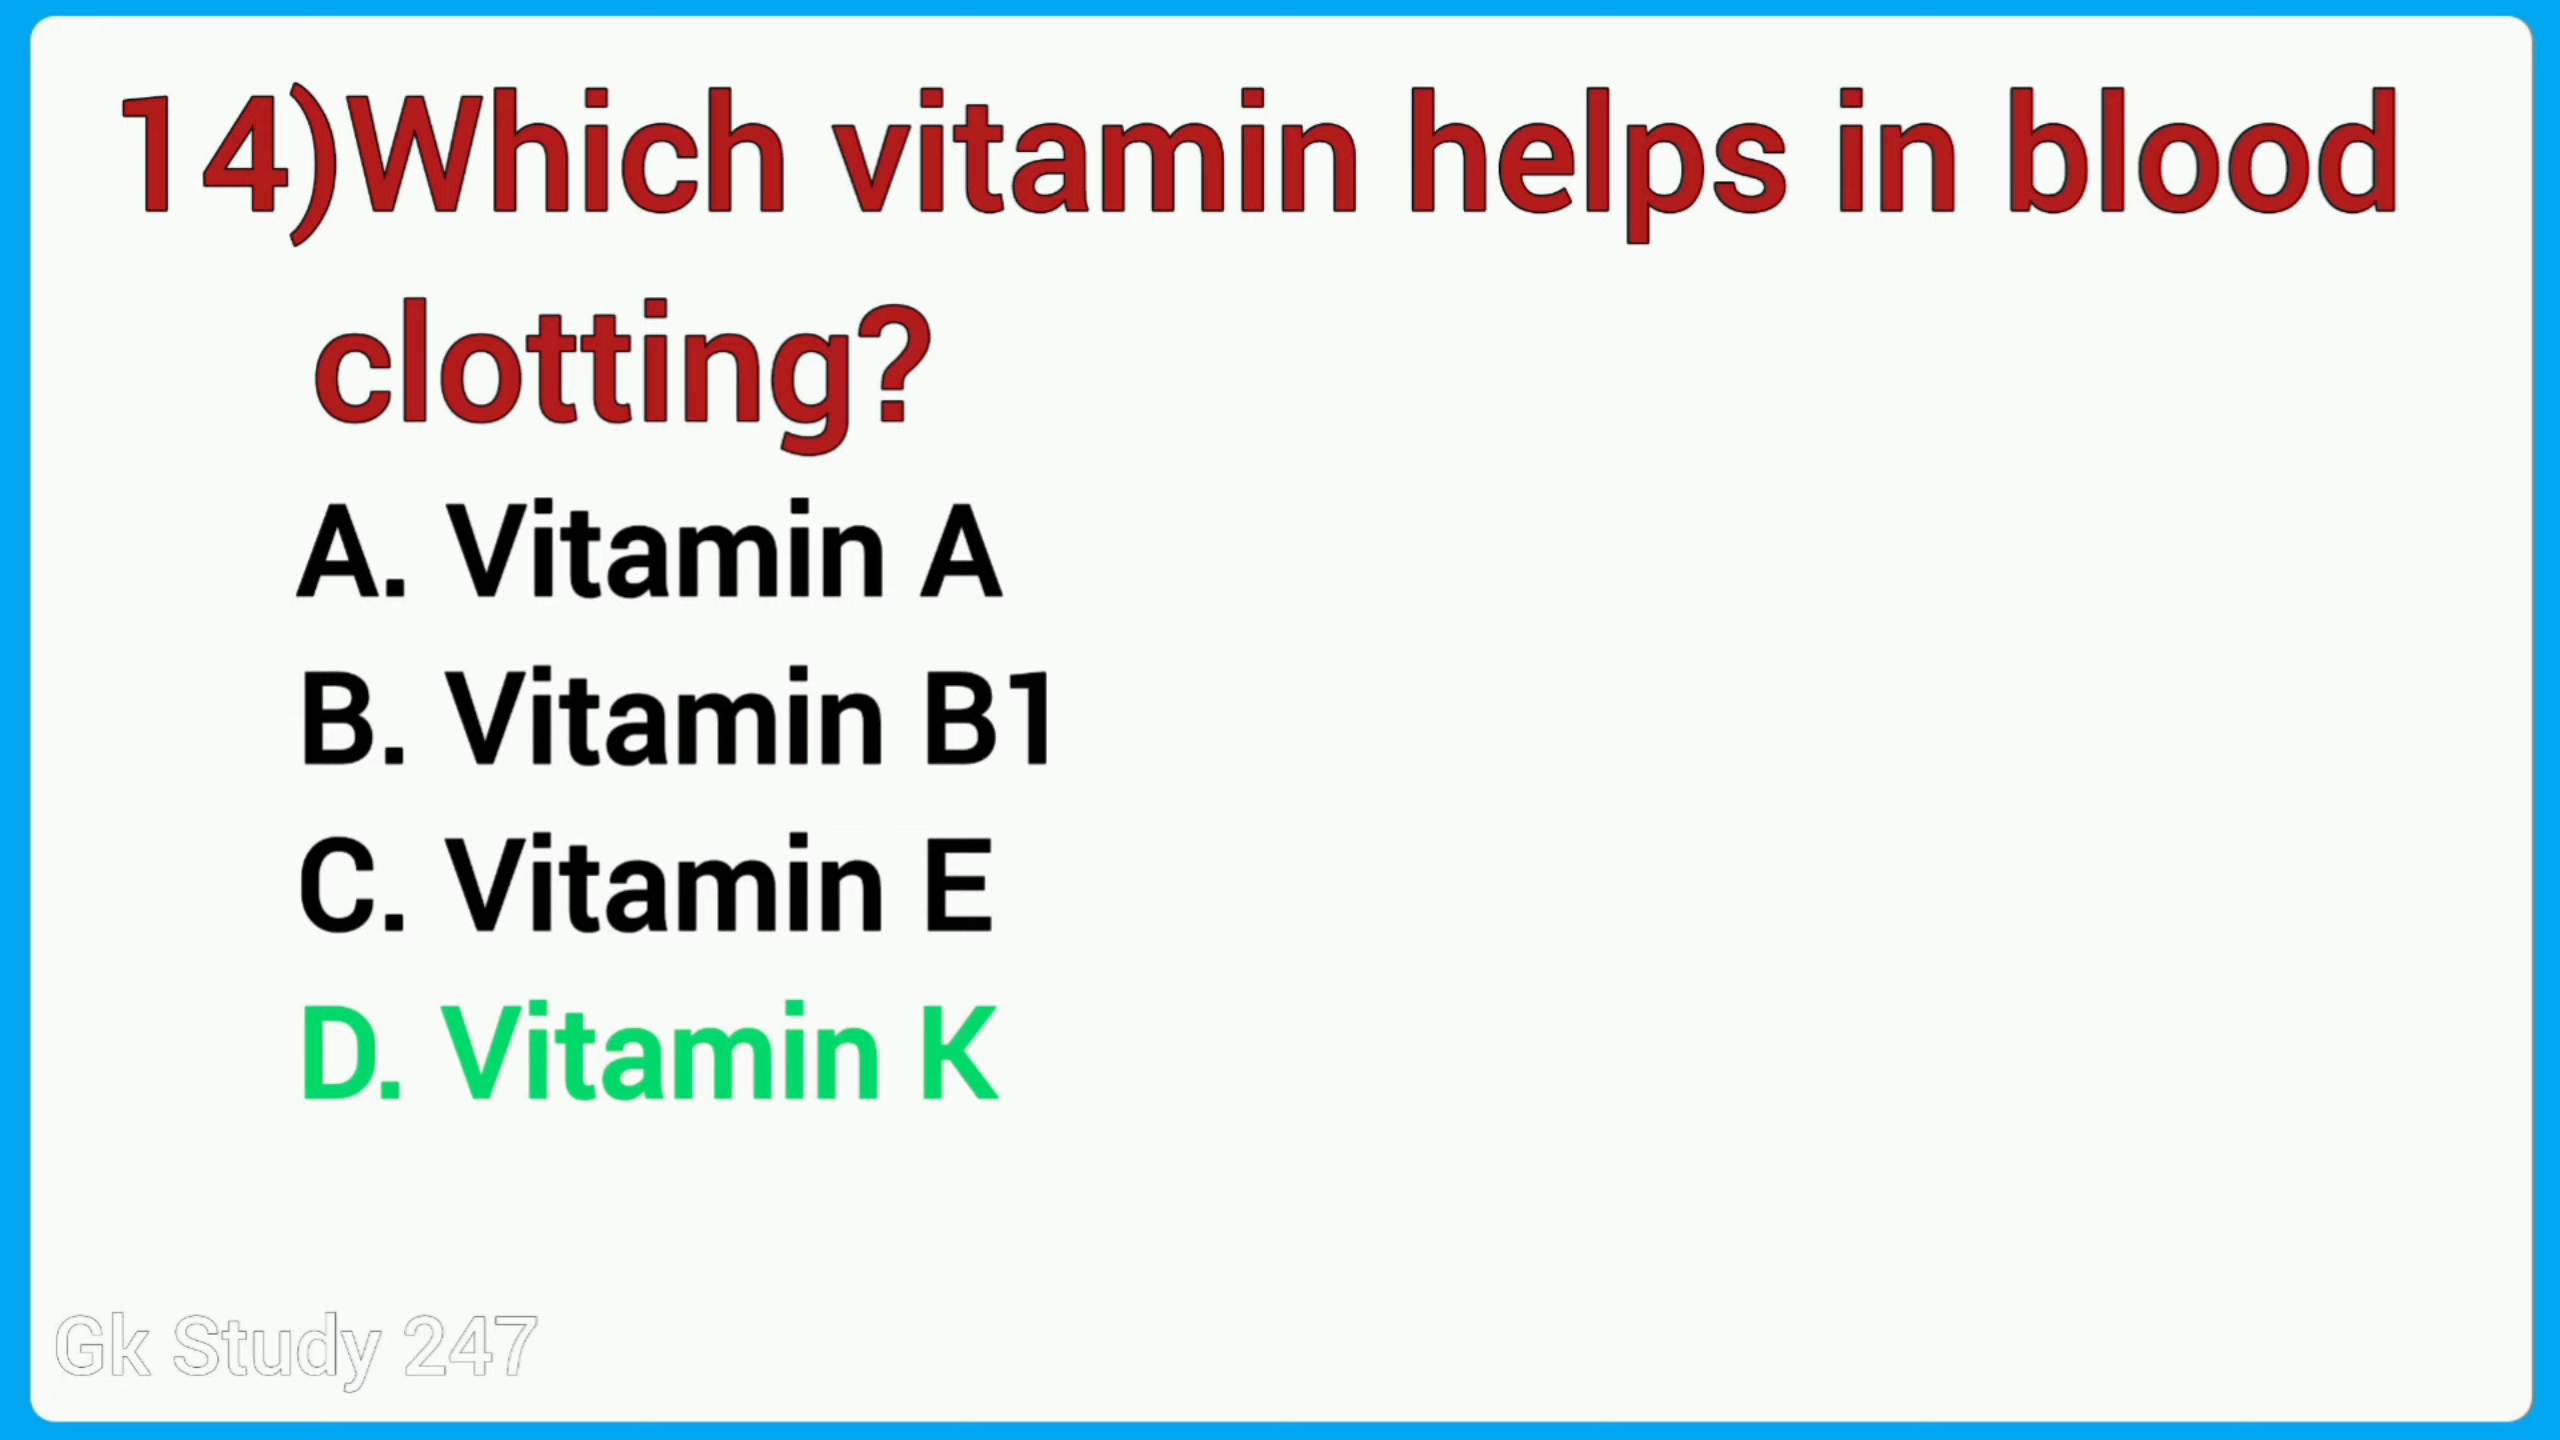 14)Which vitamin helps in blood
clotting?
A. Vitamin A
B. Vitamin B1
C. Vitamin E
D. Vitamin K
Gk Study 247